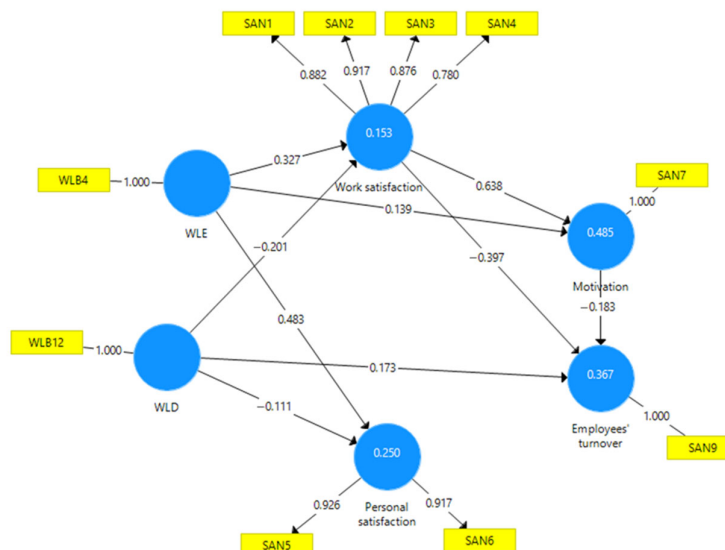 SAN1
SAN2
SAN3
SAN4
0.882
0.917
0.876
0.780
0.153
Work satisfaction
WLB4
1.000
WLE
0.327
0.139
0.638
SAN7
1.000
0.485
Motivation
−0.201
−0.397
−0.183
0.483
WLB12
1.000
WLD
0.173
0.367
Employees'
turnover
−0.111
1.000
SAN9
0.250
Personal
satisfaction
0.926
0.917
SAN5
SAN6